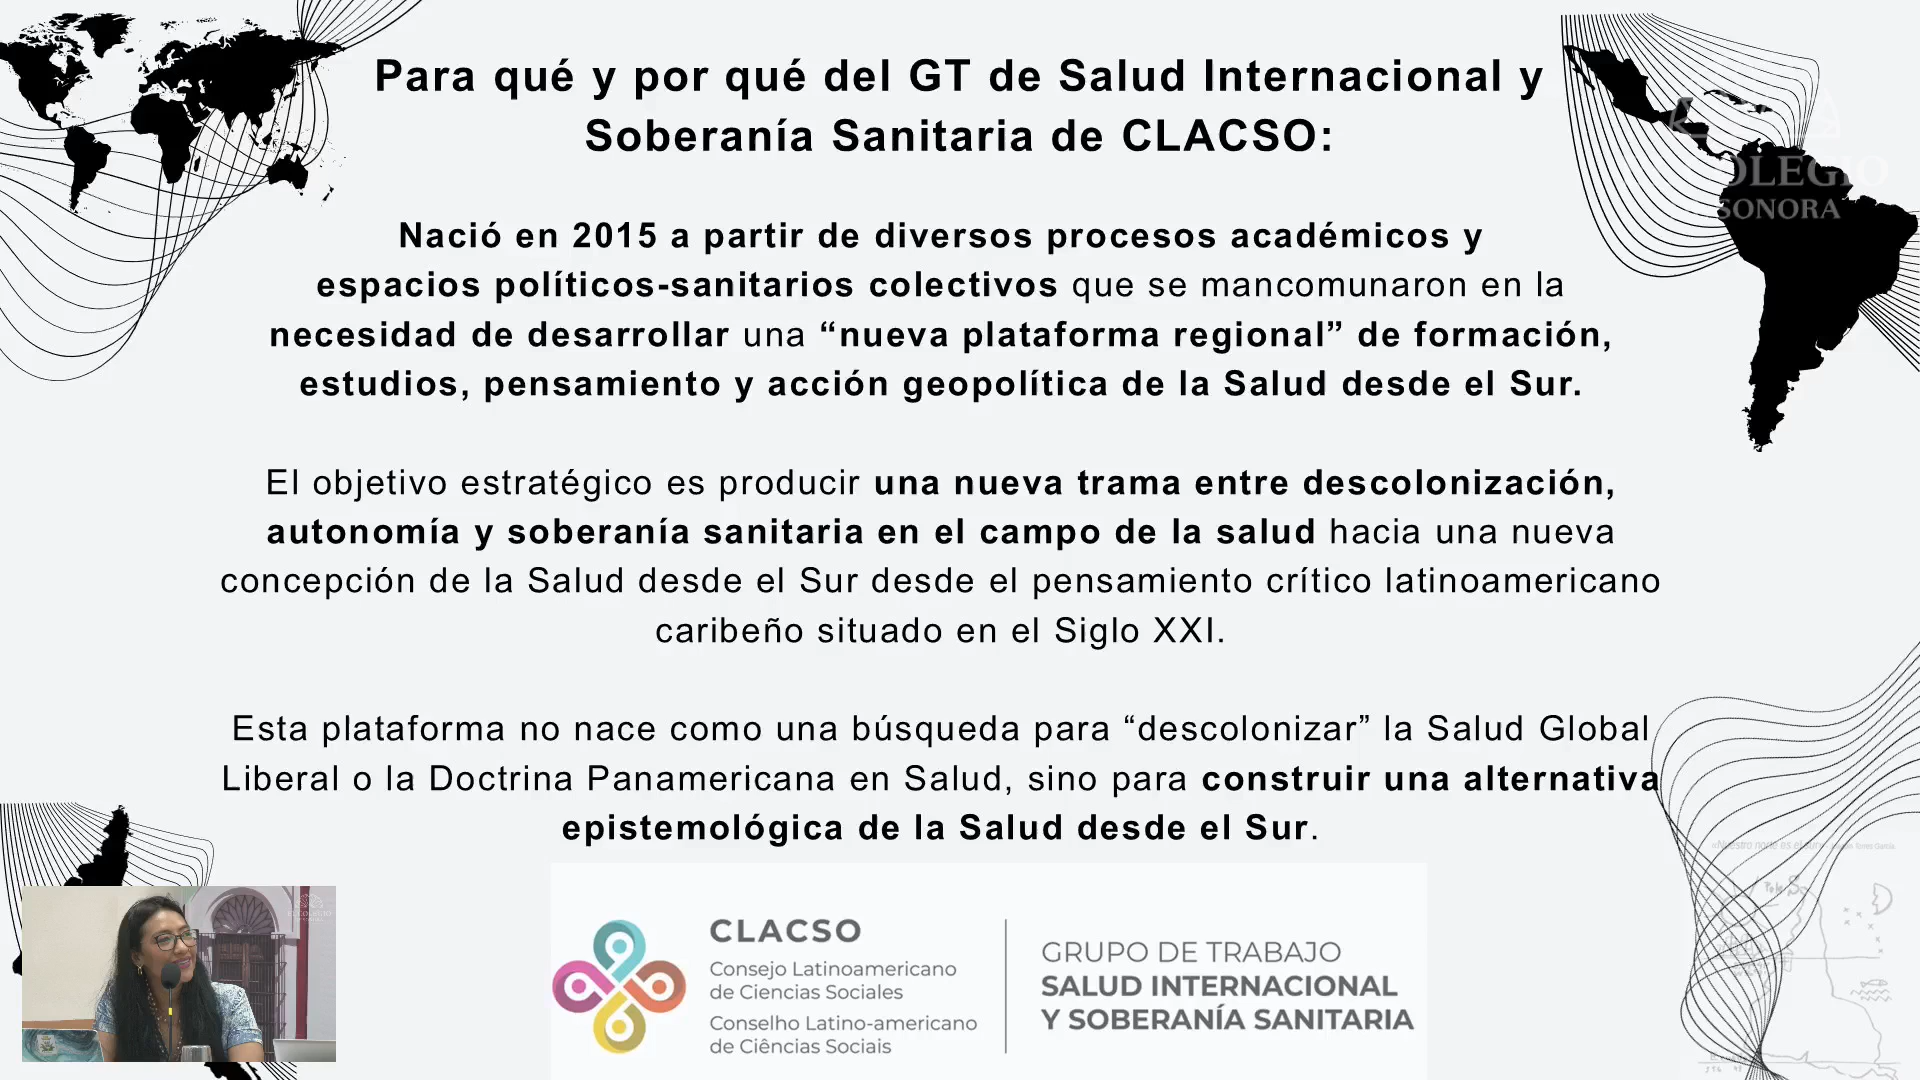 Para qué y por qué del GT de Salud Internacional y
Soberanía Sanitaria de CLACSO:
OLEGIO
SONORA
Nació en 2015 a partir de diversos procesos académicos y
espacios políticos-sanitarios colectivos que se mancomunaron en la
necesidad de desarrollar una “nueva plataforma regional” de formación,
estudios, pensamiento y acción geopolítica de la Salud desde el Sur.
El objetivo estratégico es producir una nueva trama entre descolonización,
autonomía y soberanía sanitaria en el campo de la salud hacia una nueva
concepción de la Salud desde el Sur desde el pensamiento crítico latinoamericano
caribeño situado en el Siglo XXI.
Esta plataforma no nace como una búsqueda para “descolonizar” la Salud Global
Liberal o la Doctrina Panamericana en Salud, sino para construir una alternativa
epistemológica de la Salud desde el Sur.
«Nuestro norte es el sur»
CLACSO
Consejo Latinoamericano
de Ciencias Sociales
Conselho Latino-americano
de Ciências Sociais
GRUPO DE TRABAJO
SALUD INTERNACIONAL
Y SOBERANÍA SANITARIA